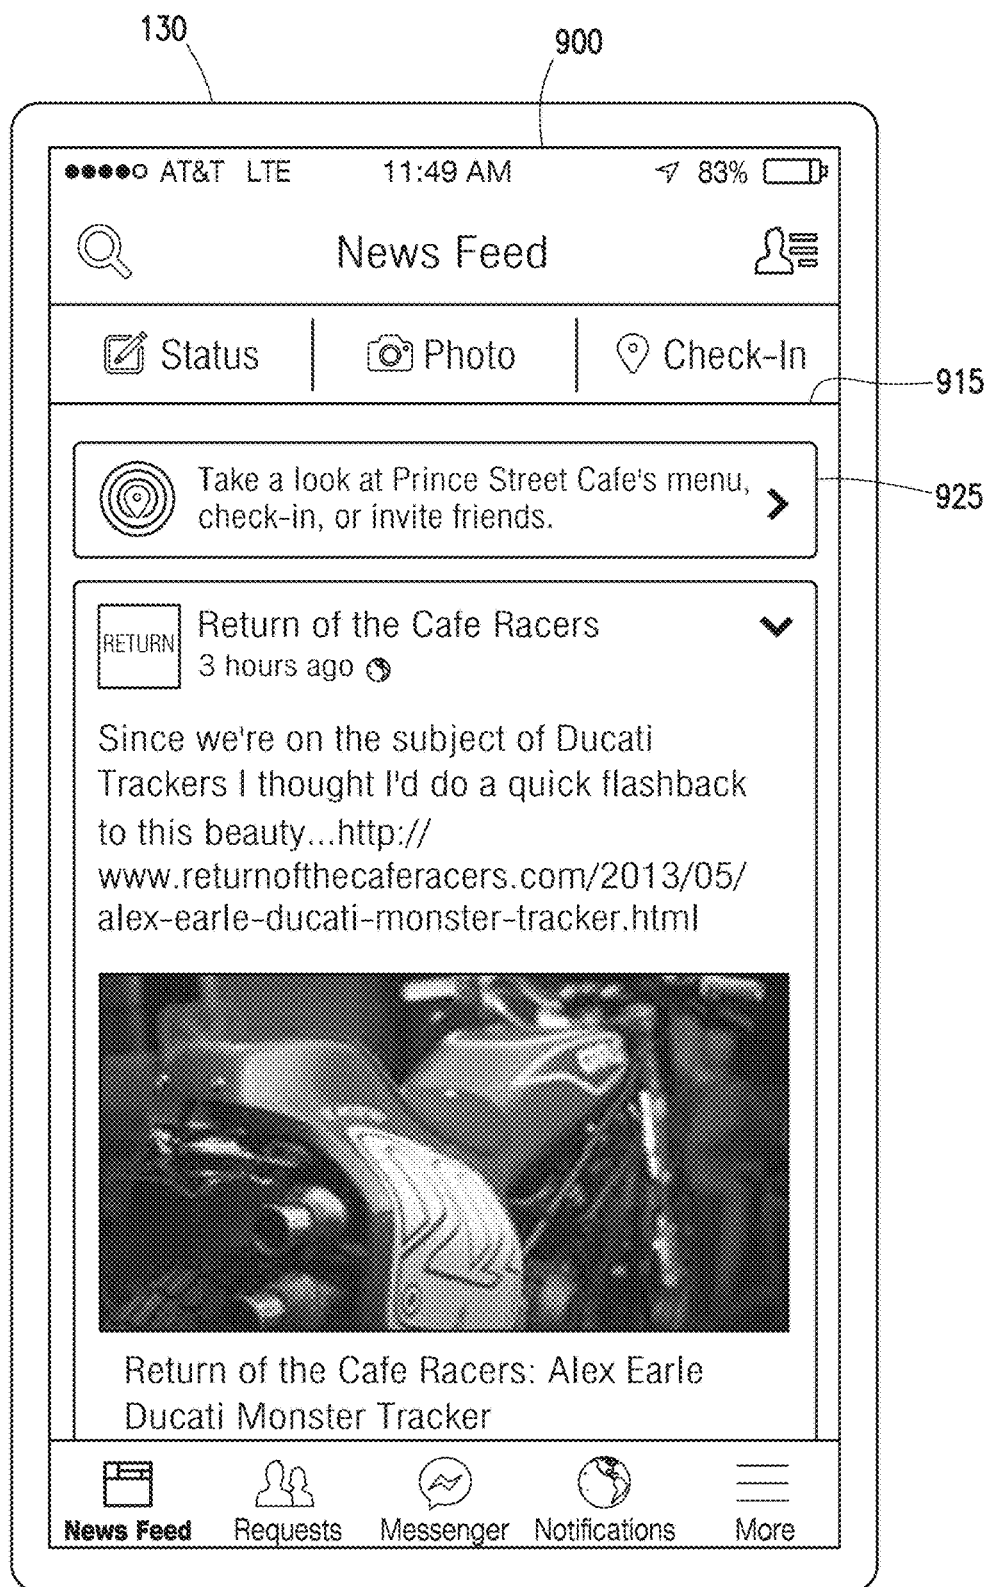 130
900
AT&T LTE 11:49 AM 83%
News Feed
Status Photo Check-In
915
Take a look at Prince Street Cafe's menu,
check-in, or invite friends.
925
RETURN
Return of the Cafe Racers
3 hours ago
Since we're on the subject of Ducati
Trackers I thought I'd do a quick flashback
to this beauty...http://
www.returnofthecaferacers.com/2013/05/
alex-earle-ducati-monster-tracker.html
Return of the Cafe Racers: Alex Earle
Ducati Monster Tracker
News Feed Requests Messenger Notifications More